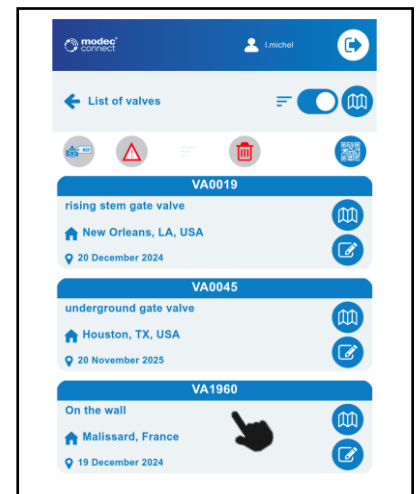 modec
connect
l.michel
List of valves
REF
VA0019
rising stem gate valve
New Orleans, LA, USA
20 December 2024
VA0045
underground gate valve
Houston, TX, USA
20 November 2025
VA1960
On the wall
Malissard, France
19 December 2024